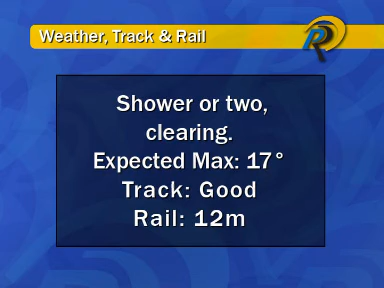 Weather, Track & Rail
Shower or two,
clearing.
Expected Max: 17°
Track: Good
Rail: 12m